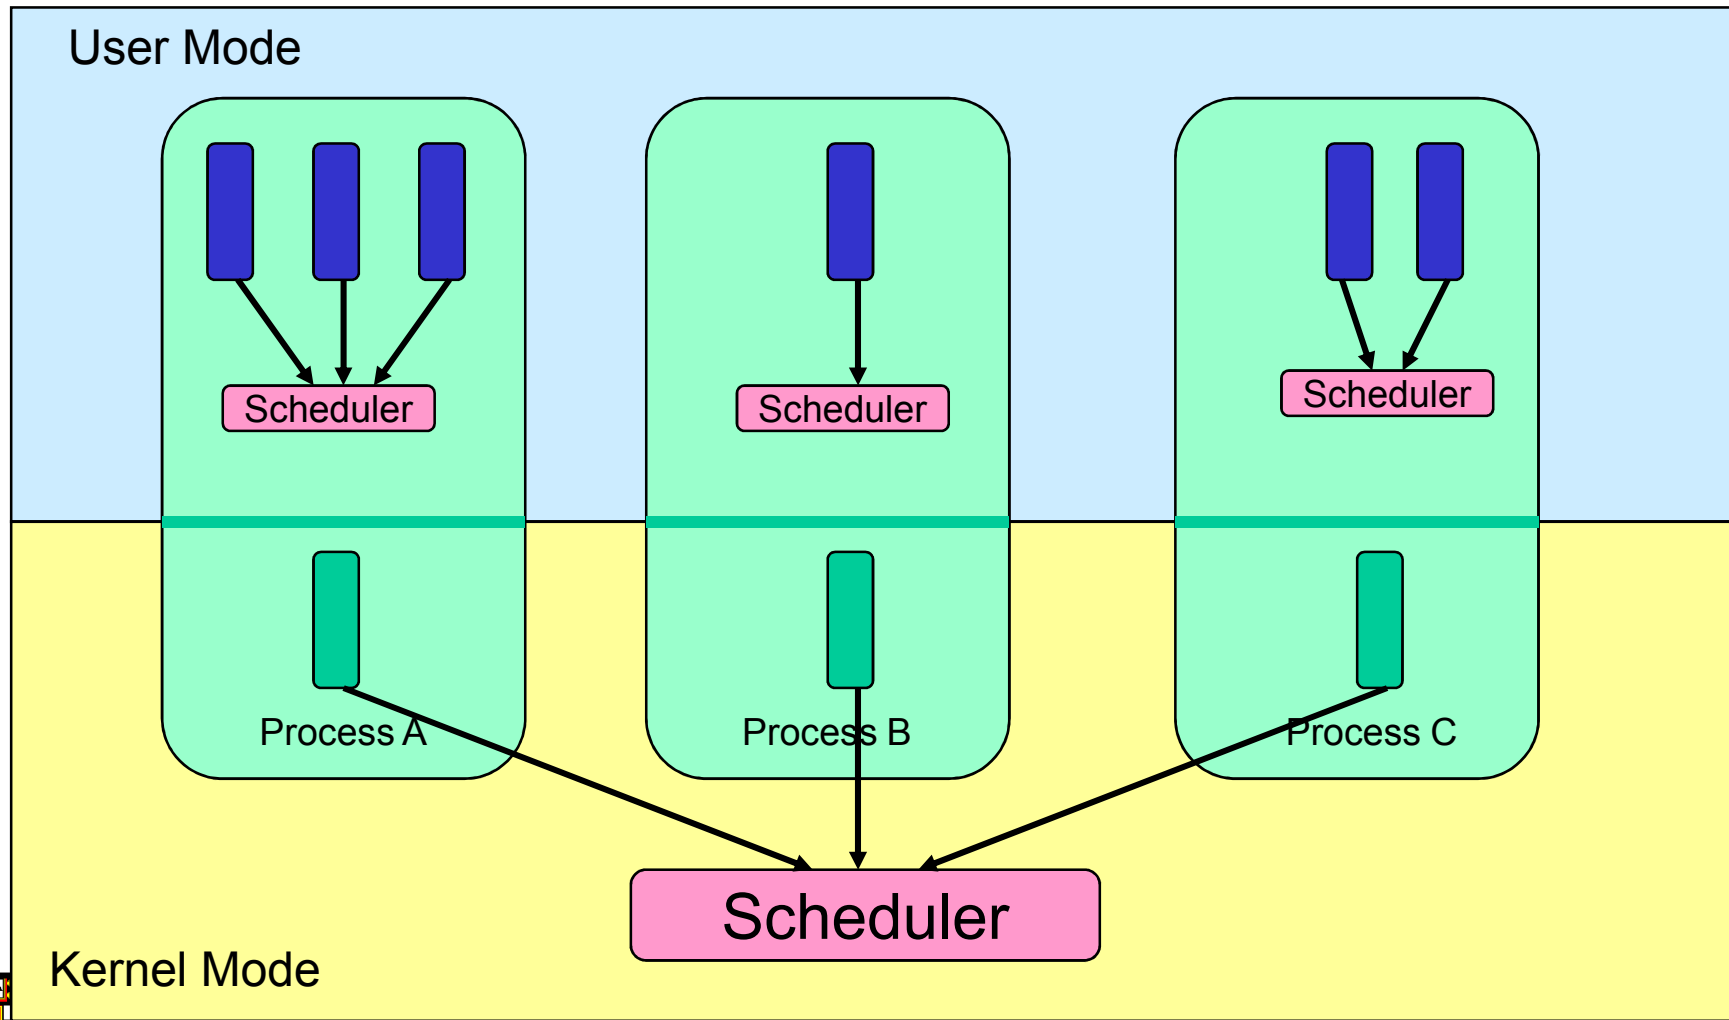 User Mode
Scheduler
Scheduler
Scheduler
Process A
Process B
Process C
Scheduler
Kernel Mode